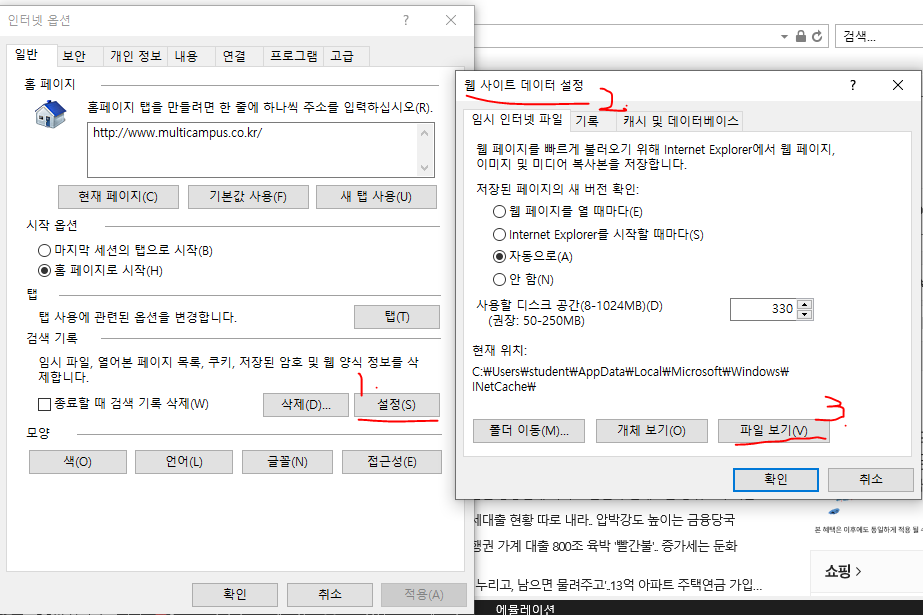 인터넷 옵션
일반 보안 개인 정보 내용 연결 프로그램 고급
홈 페이지
홈페이지 탭을 만들려면 한 줄에 하나씩 주소를 입력하십시오(R).
http://www.multicampus.co.kr/
현재 페이지(C) 기본값 사용(F) 새 탭 사용(U)
시작 옵션
마지막 세션의 탭으로 시작(B)
홈 페이지로 시작(H)
탭
탭 사용에 관련된 옵션을 변경합니다. 탭(T)
검색 기록
임시 파일, 열어본 페이지 목록, 쿠키, 저장된 암호 및 웹 양식 정보를 삭
제합니다.
1.
종료할 때 검색 기록 삭제(W) 삭제(D)... 설정(S)
모양
색(O) 언어(L) 글꼴(N) 접근성(E)
확인 취소 적용(A)
검색...
웹 사이트 데이터 설정
2.
임시 인터넷 파일 기록 캐시 및 데이터베이스
웹 페이지를 빠르게 불러오기 위해 Internet Explorer에서 웹 페이지,
이미지 및 미디어 복사본을 저장합니다.
저장된 페이지의 새 버전 확인:
웹 페이지를 열 때마다(E)
Internet Explorer를 시작할 때마다(S)
자동으로(A)
안 함(N)
사용할 디스크 공간(8-1024MB)(D) 330
(권장: 50-250MB)
현재 위치:
C:₩Users₩student₩AppData₩Local₩Microsoft₩Windows₩
INetCache₩
3.
폴더 이동(M)... 개체 보기(O) 파일 보기(V)
확인 취소
세대출 현황 따로 내라.. 압박강도 높이는 금융당국
행권 가계 대출 800조 육박 '빨간불'.. 증가세는 둔화
누리고, 남으면 물려주고'..13억 아파트 주택연금 가입...
본 혜택은 이후에도 동일하게 적용 될
쇼핑 >
에뮬레이션